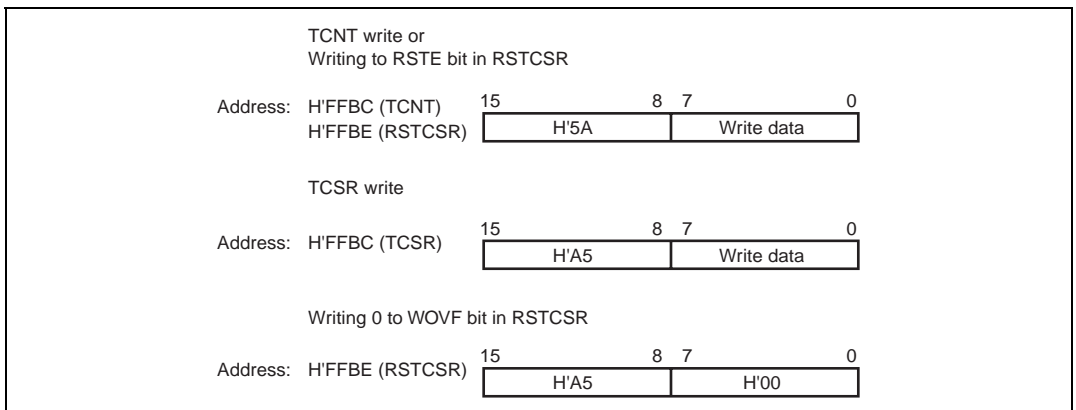 TCNT write or
Writing to RSTE bit in RSTCSR
Address: H'FFBC (TCNT) 15 8 7 0
H'FFBE (RSTCSR) H'5A Write data
TCSR write
15 8 7 0
Address: H'FFBC (TCSR) H'A5 Write data
Writing 0 to WOVF bit in RSTCSR
15 8 7 0
Address: H'FFBE (RSTCSR) H'A5 H'00